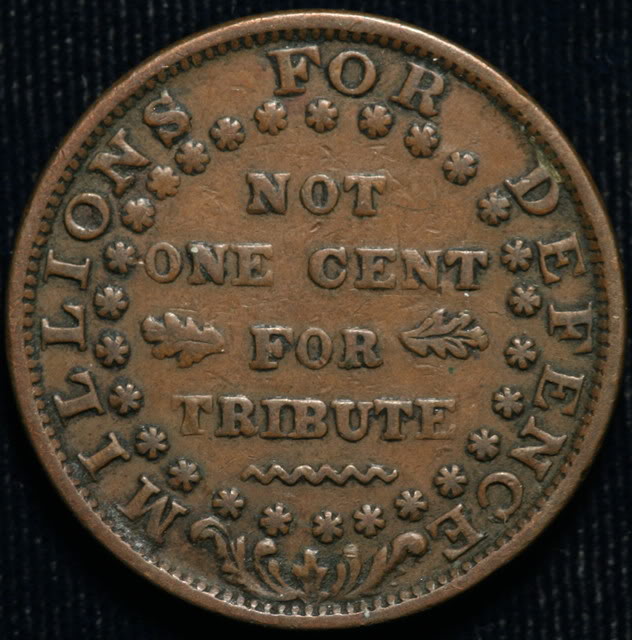 MILLIONS FOR DEFENCE
NOT
ONE CENT
FOR
TRIBUTE